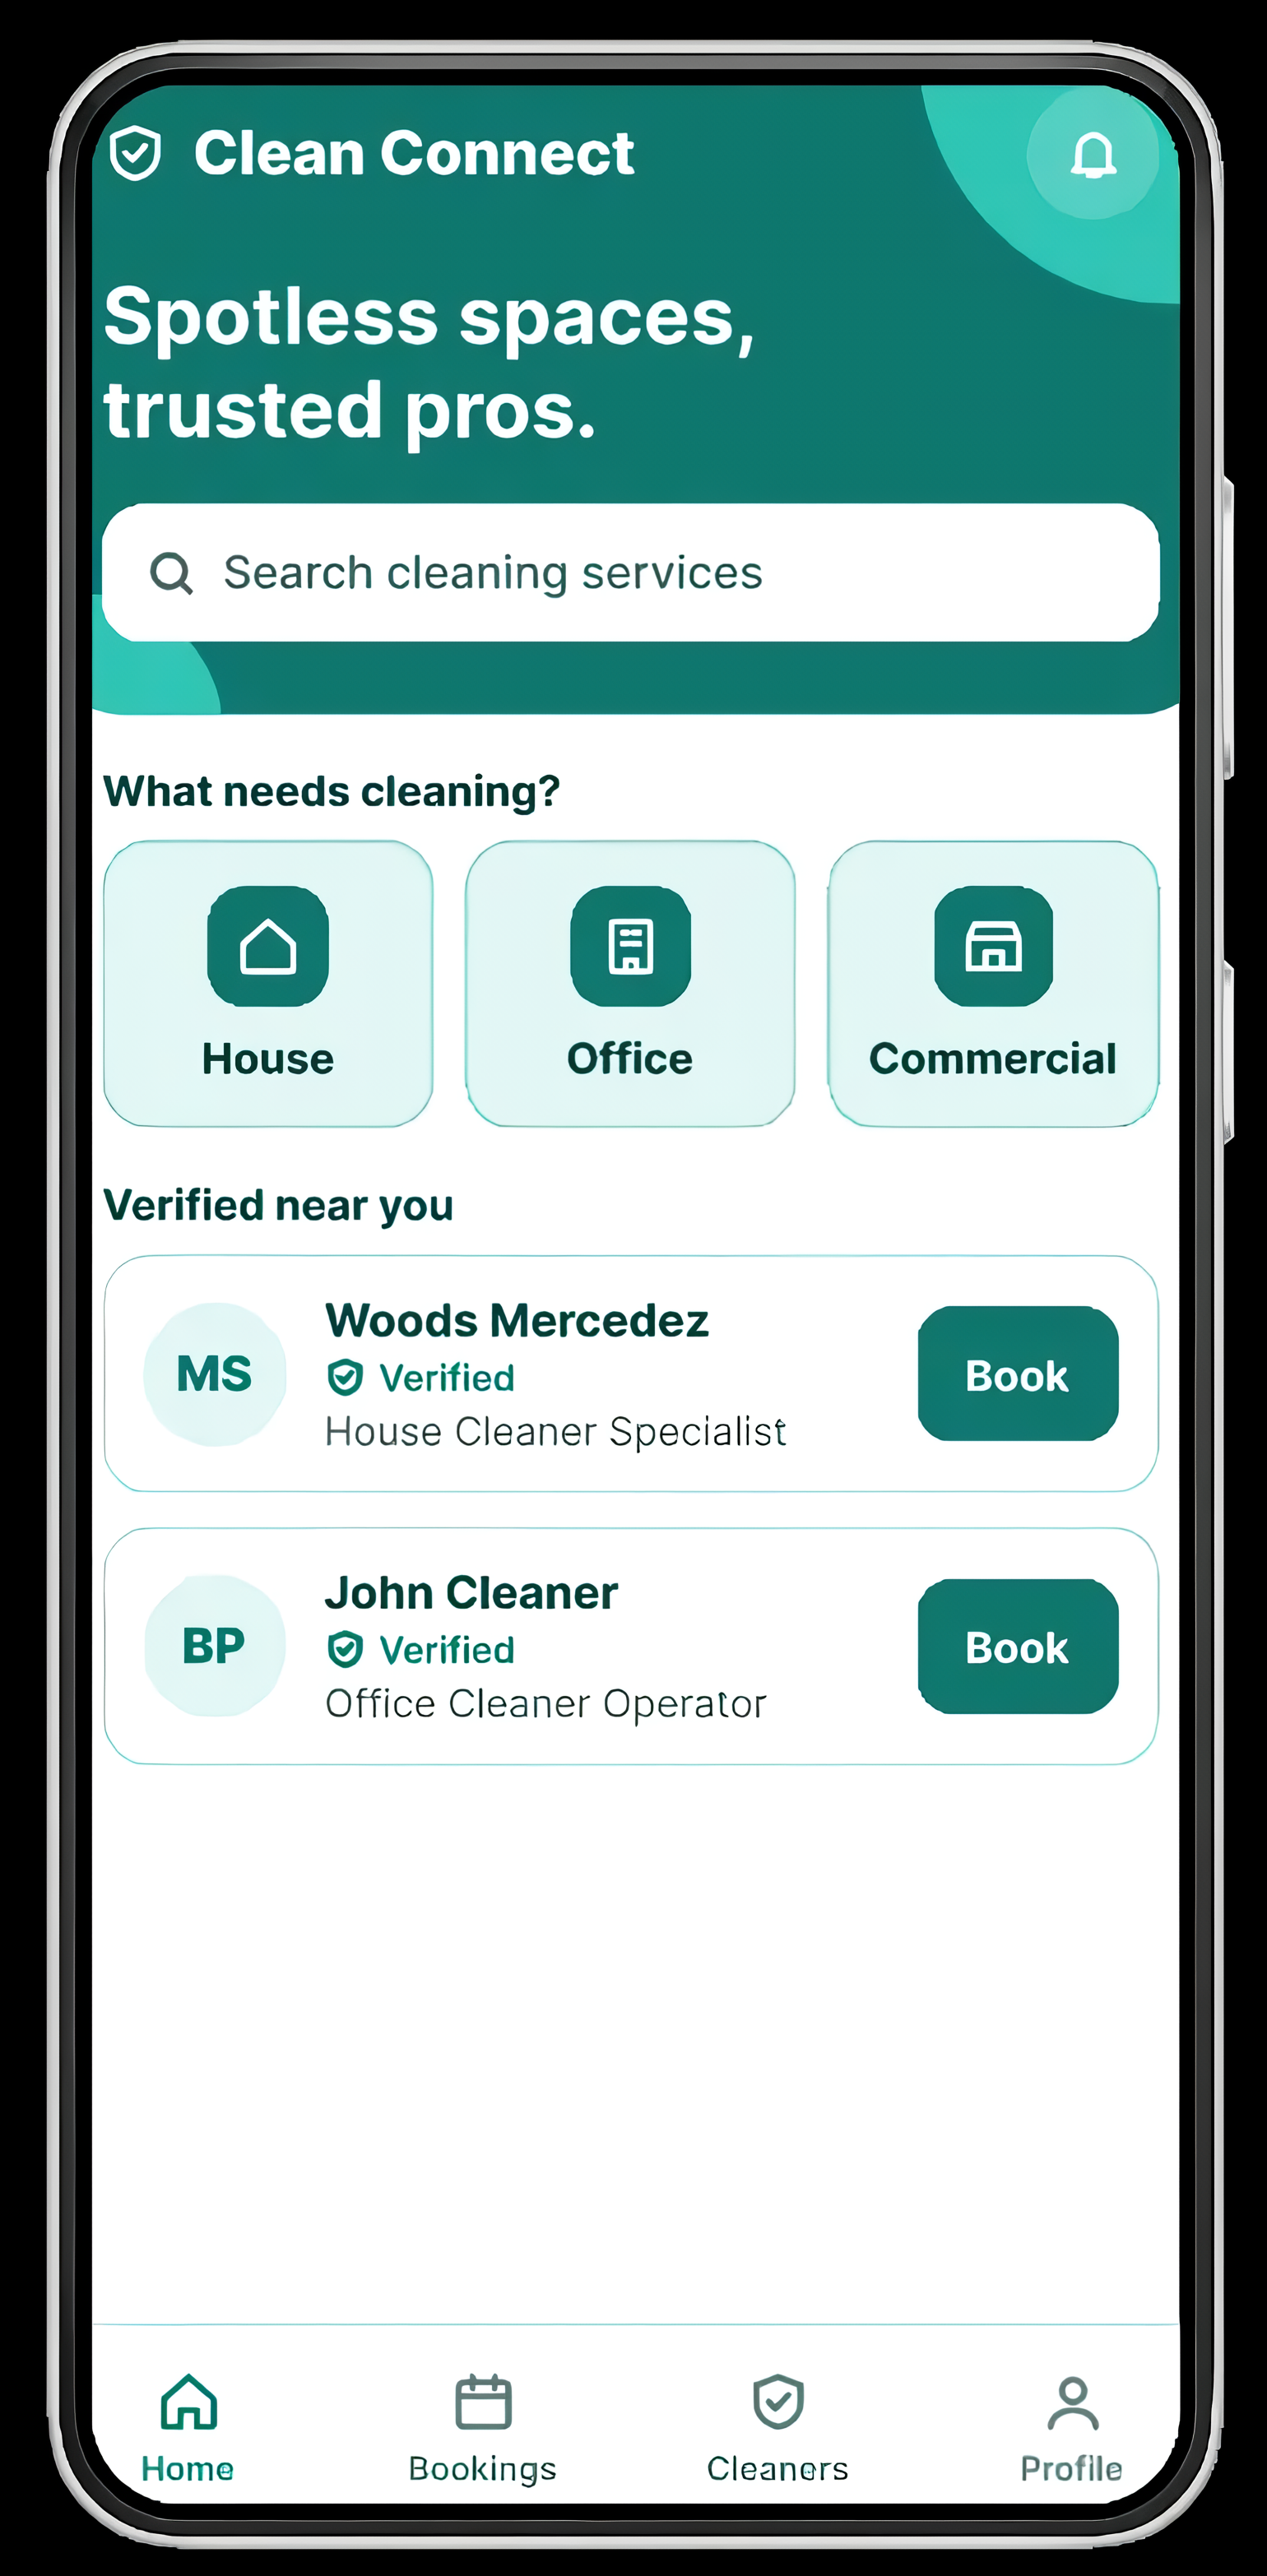 Clean Connect
Spotless spaces,
trusted pros.
Search cleaning services
What needs cleaning?
House
Office
Commercial
Verified near you
MS
Woods Mercedez
Verified
House Cleaner Specialist
Book
BP
John Cleaner
Verified
Office Cleaner Operator
Book
Home
Bookings
Cleaners
Profile